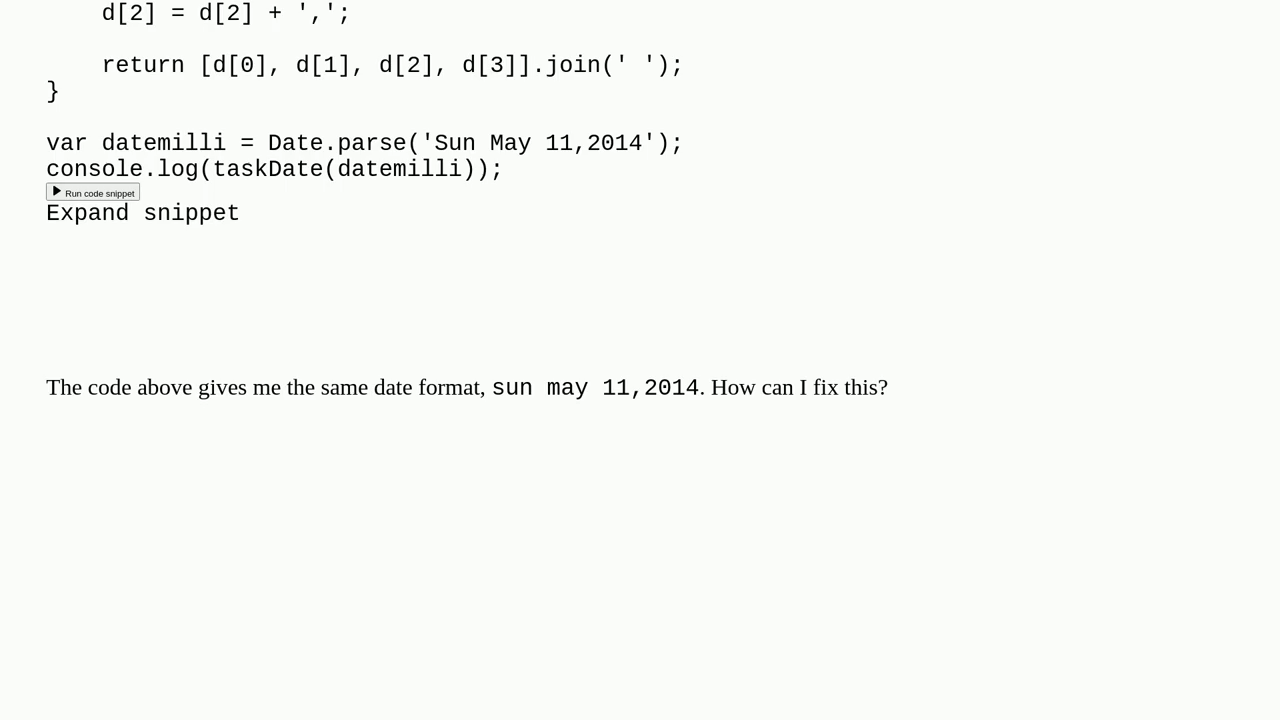 d[2] = d[2] + ',';
return [d[0], d[1], d[2], d[3]].join(' ');
}
var datemilli = Date.parse('Sun May 11,2014');
console.log(taskDate(datemilli));
Run code snippet
Expand snippet
The code above gives me the same date format, sun may 11,2014. How can I fix this?